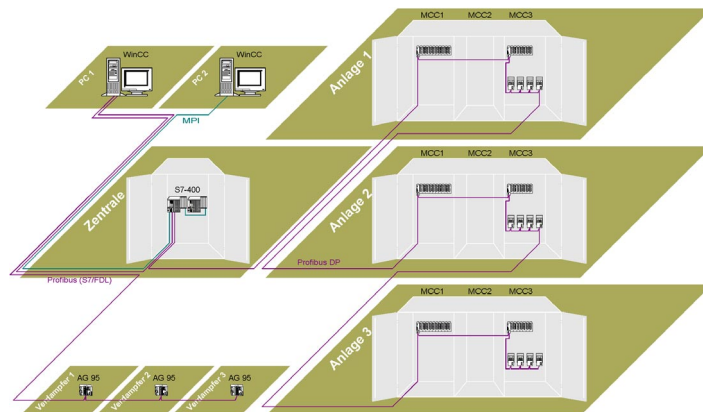 MCC1 MCC2 MCC3
WinCC WinCC
PC 1
PC 2
Anlage 1
MPI
MCC1 MCC2 MCC3
S7-400
Zentrale
Anlage 2
Profibus (S7/FDL)
Profibus DP
MCC1 MCC2 MCC3
Anlage 3
AG 95 AG 95 AG 95
Verdampfer 1
Verdampfer 2
Verdampfer 3